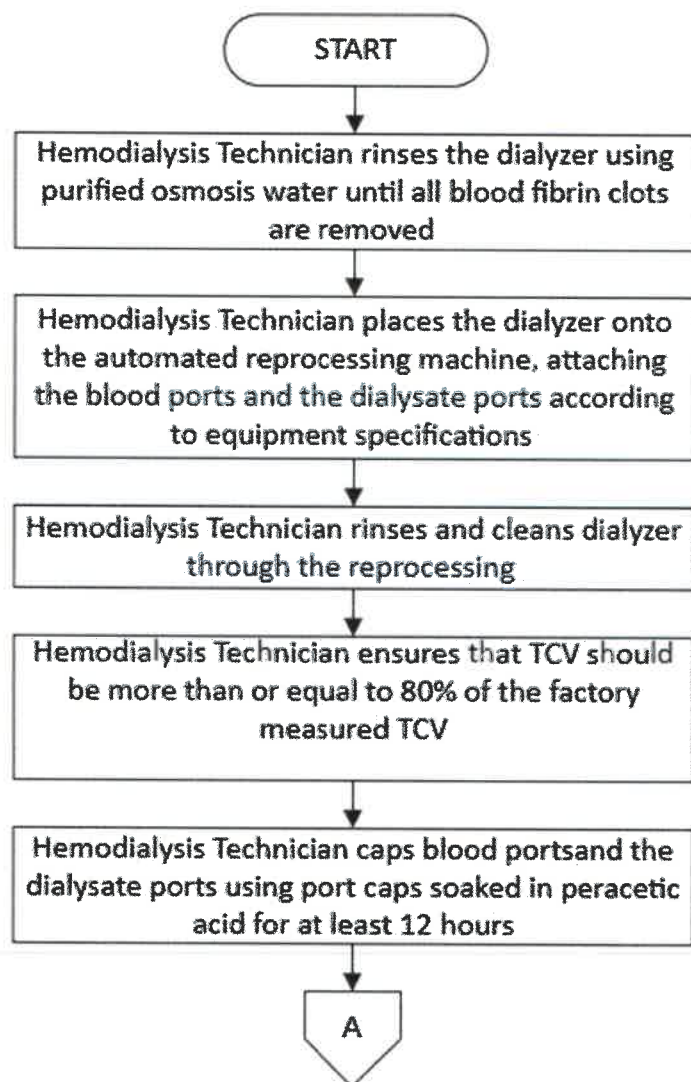 START
Hemodialysis Technician rinses the dialyzer using
purified osmosis water until all blood fibrin clots
are removed
Hemodialysis Technician places the dialyzer onto
the automated reprocessing machine, attaching
the blood ports and the dialysate ports according
to equipment specifications
Hemodialysis Technician rinses and cleans dialyzer
through the reprocessing
Hemodialysis Technician ensures that TCV should
be more than or equal to 80% of the factory
measured TCV
Hemodialysis Technician caps blood portsand the
dialysate ports using port caps soaked in peracetic
acid for at least 12 hours
A